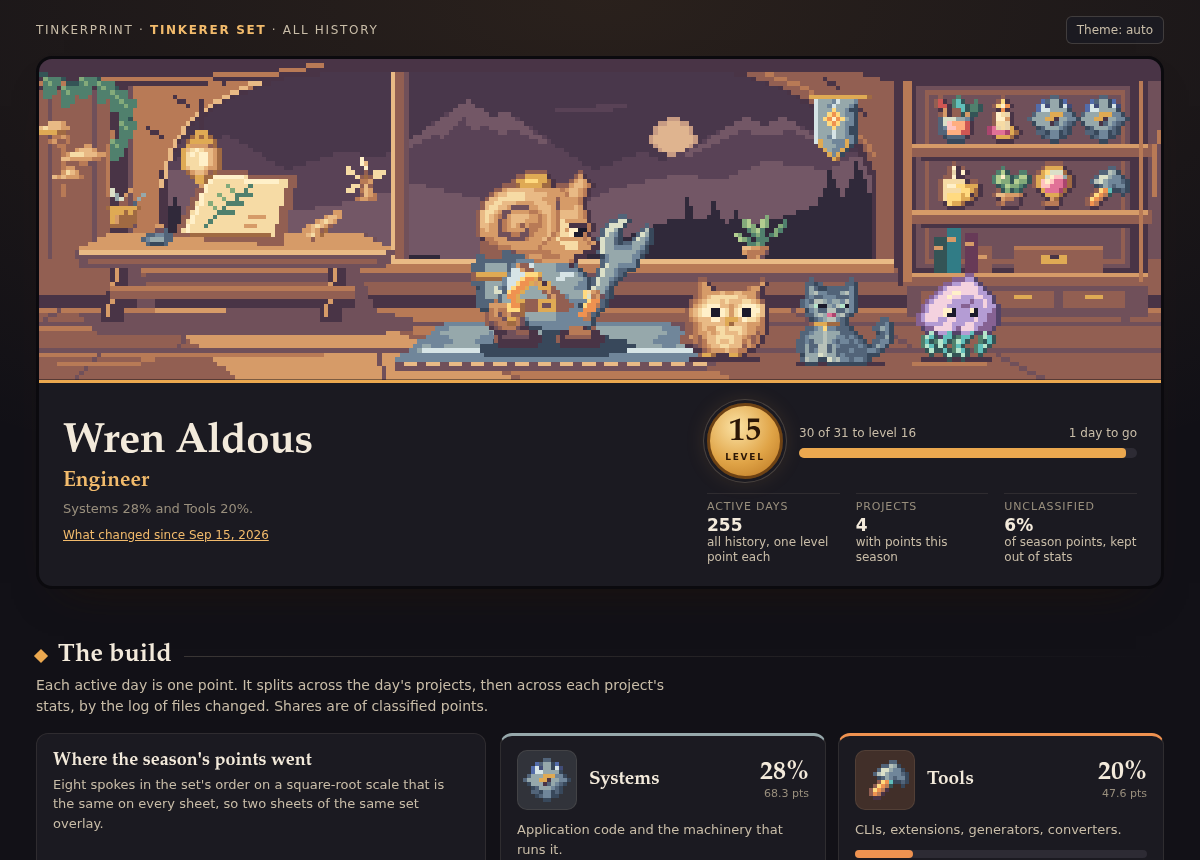 TINKERPRINT · TINKERER SET · ALL HISTORY
Theme: auto
Wren Aldous
Engineer
Systems 28% and Tools 20%.
What changed since Sep 15, 2026
15
LEVEL
30 of 31 to level 16
1 day to go
ACTIVE DAYS
255
all history, one level
point each
PROJECTS
4
with points this
season
UNCLASSIFIED
6%
of season points, kept
out of stats
The build
Each active day is one point. It splits across the day's projects, then across each project's
stats, by the log of files changed. Shares are of classified points.
Where the season's points went
Eight spokes in the set's order on a square-root scale that is
the same on every sheet, so two sheets of the same set
overlay.
Systems
28%
68.3 pts
Application code and the machinery that
runs it.
Tools
20%
47.6 pts
CLIs, extensions, generators, converters.